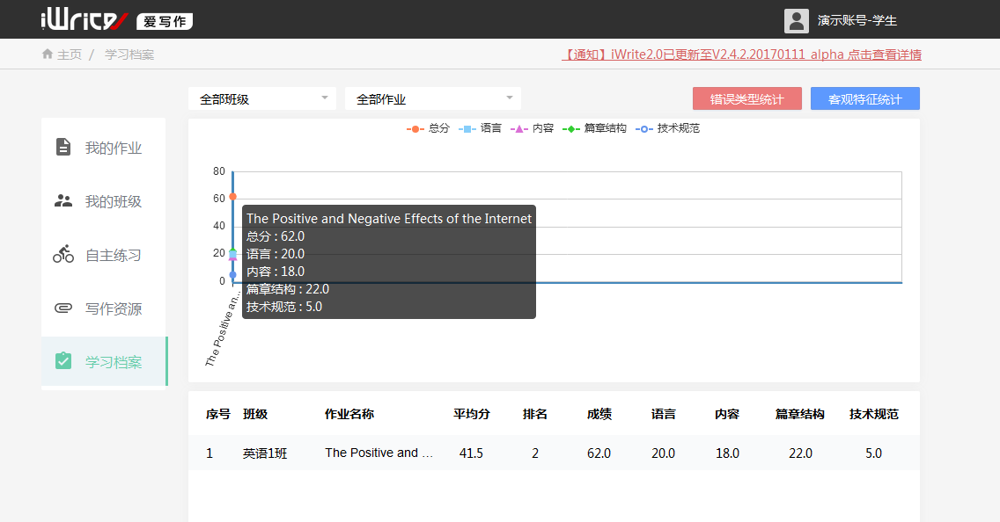 iWrite 爱写作
演示账号-学生
主页 / 学习档案
【通知】iWrite2.0已更新至V2.4.2.20170111_alpha 点击查看详情
全部班级
全部作业
错误类型统计
客观特征统计
我的作业
我的班级
自主练习
写作资源
学习档案
总分 语言 内容 篇章结构 技术规范
80
60
40
20
0
The Positive an...
The Positive and Negative Effects of the Internet
总分 : 62.0
语言 : 20.0
内容 : 18.0
篇章结构 : 22.0
技术规范 : 5.0
序号 班级 作业名称 平均分 排名 成绩 语言 内容 篇章结构 技术规范
1 英语1班 The Positive and ... 41.5 2 62.0 20.0 18.0 22.0 5.0